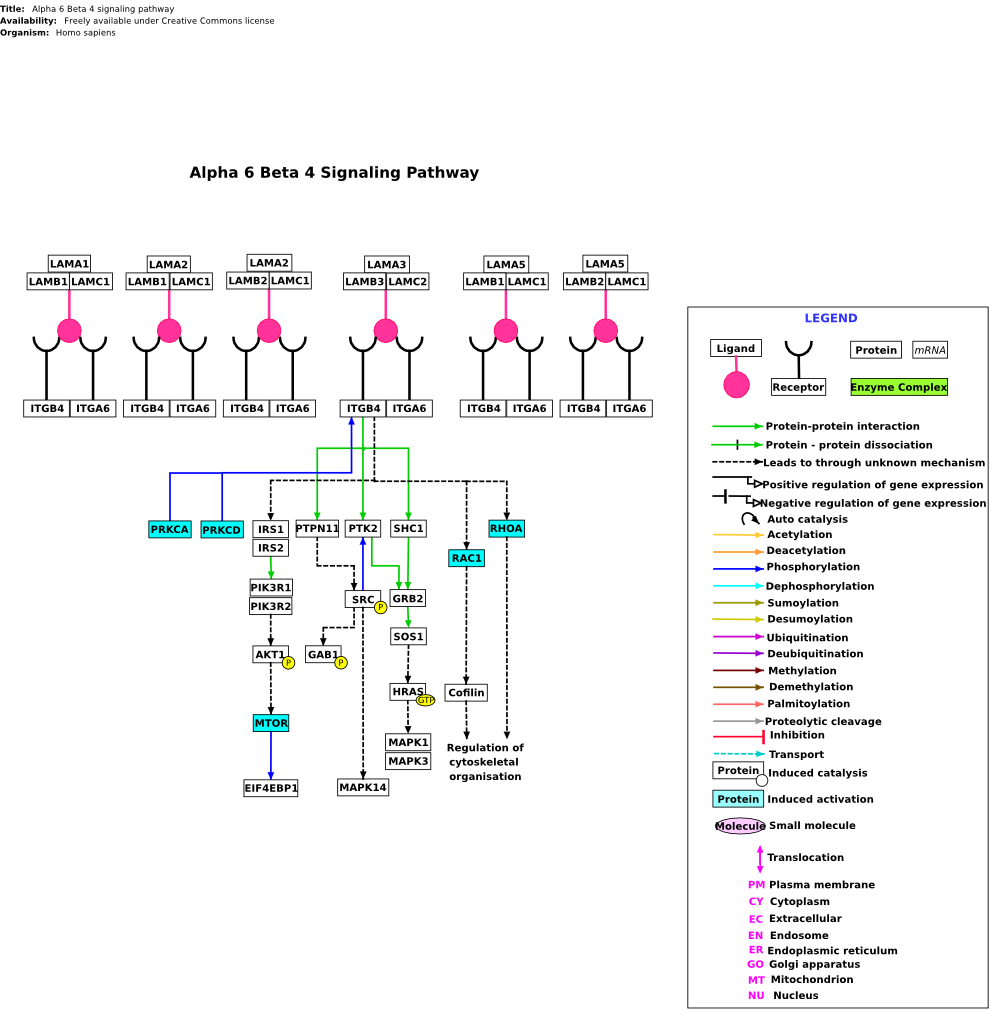 Title: Alpha 6 Beta 4 signaling pathway
Availability: Freely available under Creative Commons license
Organism: Homo sapiens
Alpha 6 Beta 4 Signaling Pathway
LAMA1
LAMB1 LAMC1
LAMA2
LAMB1 LAMC1
LAMA2
LAMB2 LAMC1
LAMA3
LAMB3 LAMC2
LAMA5
LAMB1 LAMC1
LAMA5
LAMB2 LAMC1
ITGB4 ITGA6
ITGB4 ITGA6
ITGB4 ITGA6
ITGB4 ITGA6
ITGB4 ITGA6
ITGB4 ITGA6
PRKCA
PRKCD
IRS1
IRS2
PTPN11
PTK2
SHC1
RHOA
RAC1
PIK3R1
PIK3R2
SRC
P
GRB2
SOS1
AKT1
P
GAB1
P
HRAS
GTP
Cofilin
MTOR
MAPK1
MAPK3
Regulation of
cytoskeletal
organisation
EIF4EBP1
MAPK14
LEGEND
Ligand
Receptor
Protein
mRNA
Enzyme Complex
Protein-protein interaction
Protein - protein dissociation
Leads to through unknown mechanism
Positive regulation of gene expression
Negative regulation of gene expression
Auto catalysis
Acetylation
Deacetylation
Phosphorylation
Dephosphorylation
Sumoylation
Desumoylation
Ubiquitination
Deubiquitination
Methylation
Demethylation
Palmitoylation
Proteolytic cleavage
Inhibition
Transport
Protein Induced catalysis
Protein Induced activation
Molecule Small molecule
Translocation
PM Plasma membrane
CY Cytoplasm
EC Extracellular
EN Endosome
ER Endoplasmic reticulum
GO Golgi apparatus
MT Mitochondrion
NU Nucleus